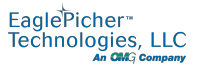 EaglePicher™
Technologies, LLC
An OMG Company